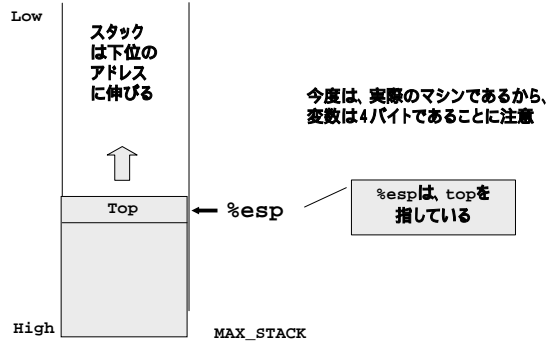 Low
スタック
は下位の
アドレス
に伸びる
今度は、実際のマシンであるから、
変数は4バイトであることに注意
Top
%esp
%espは、topを
指している
High
MAX_STACK